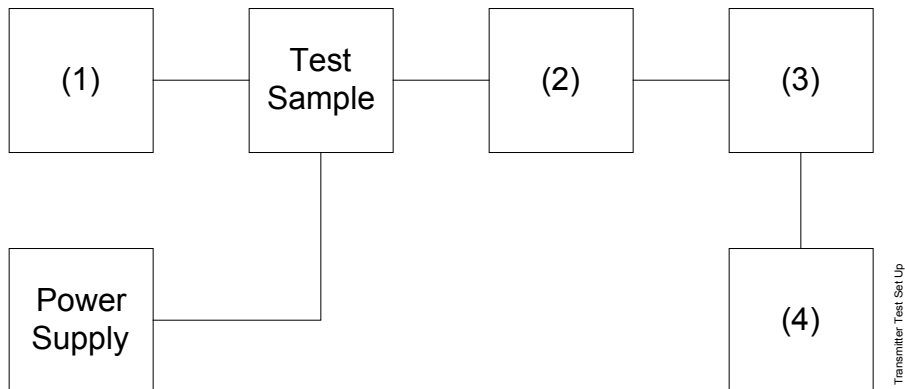 (1)
Test
Sample
(2)
(3)
Power
Supply
(4)
Transmitter Test Set Up